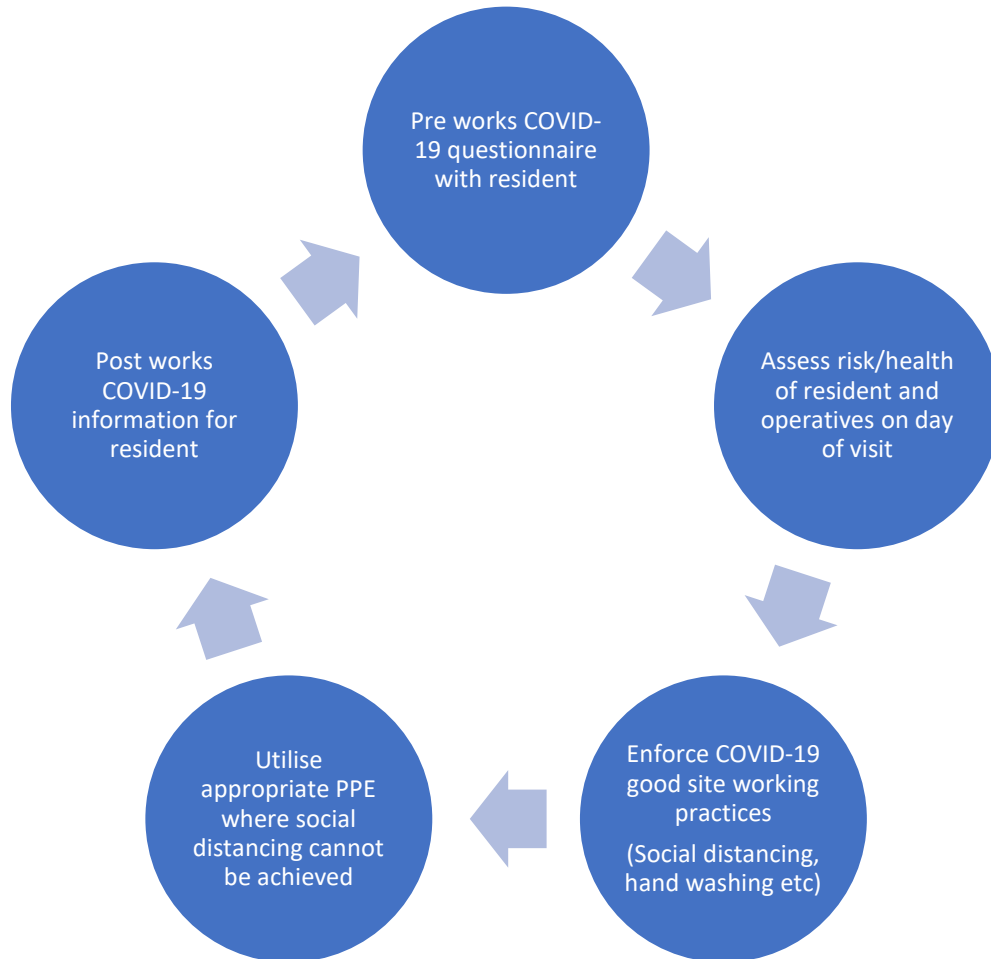 Pre works COVID-
19 questionnaire
with resident
Assess risk/health
of resident and
operatives on day
of visit
Enforce COVID-19
good site working
practices
(Social distancing,
hand washing etc)
Utilise
appropriate PPE
where social
distancing cannot
be achieved
Post works
COVID-19
information for
resident